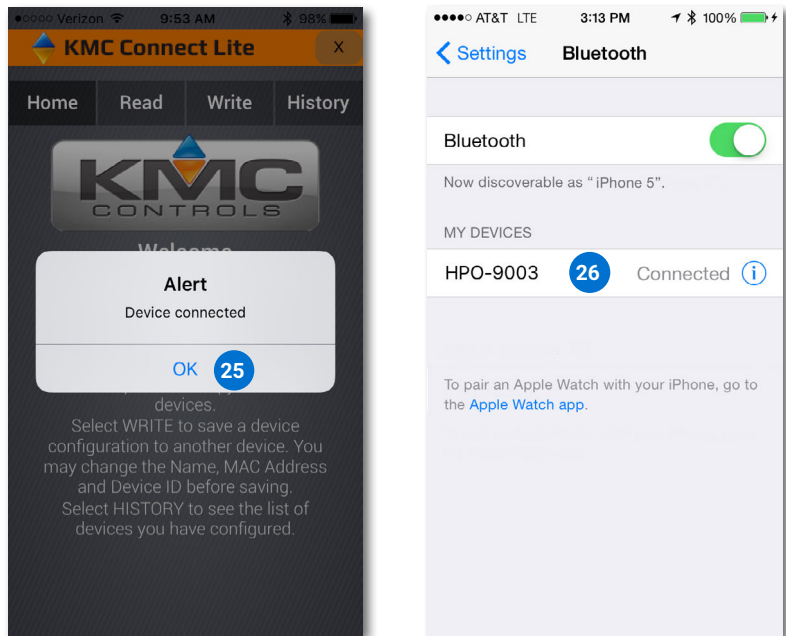 Verizon 9:53 AM 98%
KMC Connect Lite X
Home Read Write History
KMC
CONTROLS
Welcome
Alert
Device connected
OK 25
devices.
Select WRITE to save a device
configuration to another device. You
may change the Name, MAC Address
and Device ID before saving.
Select HISTORY to see the list of
devices you have configured.
AT&T LTE 3:13 PM 100%
Settings Bluetooth
Bluetooth
Now discoverable as “iPhone 5”.
MY DEVICES
HPO-9003 26 Connected i
To pair an Apple Watch with your iPhone, go to
the Apple Watch app.